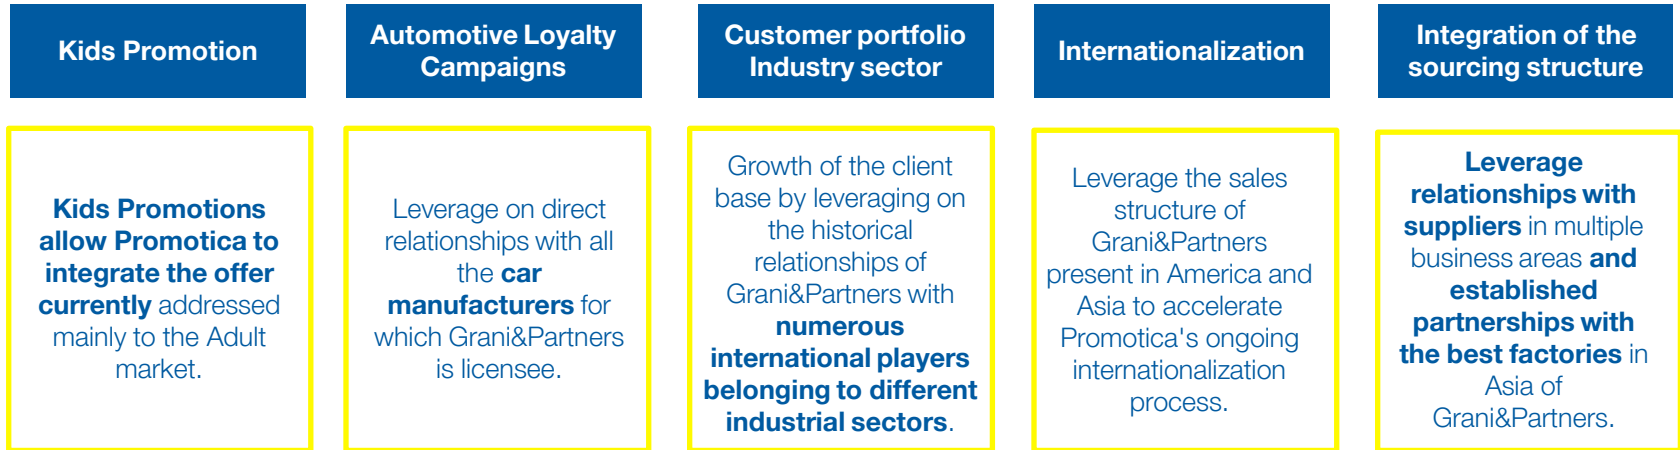 Kids Promotion
Automotive Loyalty
Campaigns
Customer portfolio
Industry sector
Internationalization
Integration of the
sourcing structure
Kids Promotions
allow Promotica to
integrate the offer
currently addressed
mainly to the Adult
market.
Leverage on direct
relationships with all
the car
manufacturers for
which Grani&Partners
is licensee.
Growth of the client
base by leveraging on
the historical
relationships of
Grani&Partners with
numerous
international players
belonging to different
industrial sectors.
Leverage the sales
structure of
Grani&Partners
present in America and
Asia to accelerate
Promotica's ongoing
internationalization
process.
Leverage
relationships with
suppliers in multiple
business areas and
established
partnerships with
the best factories in
Asia of
Grani&Partners.